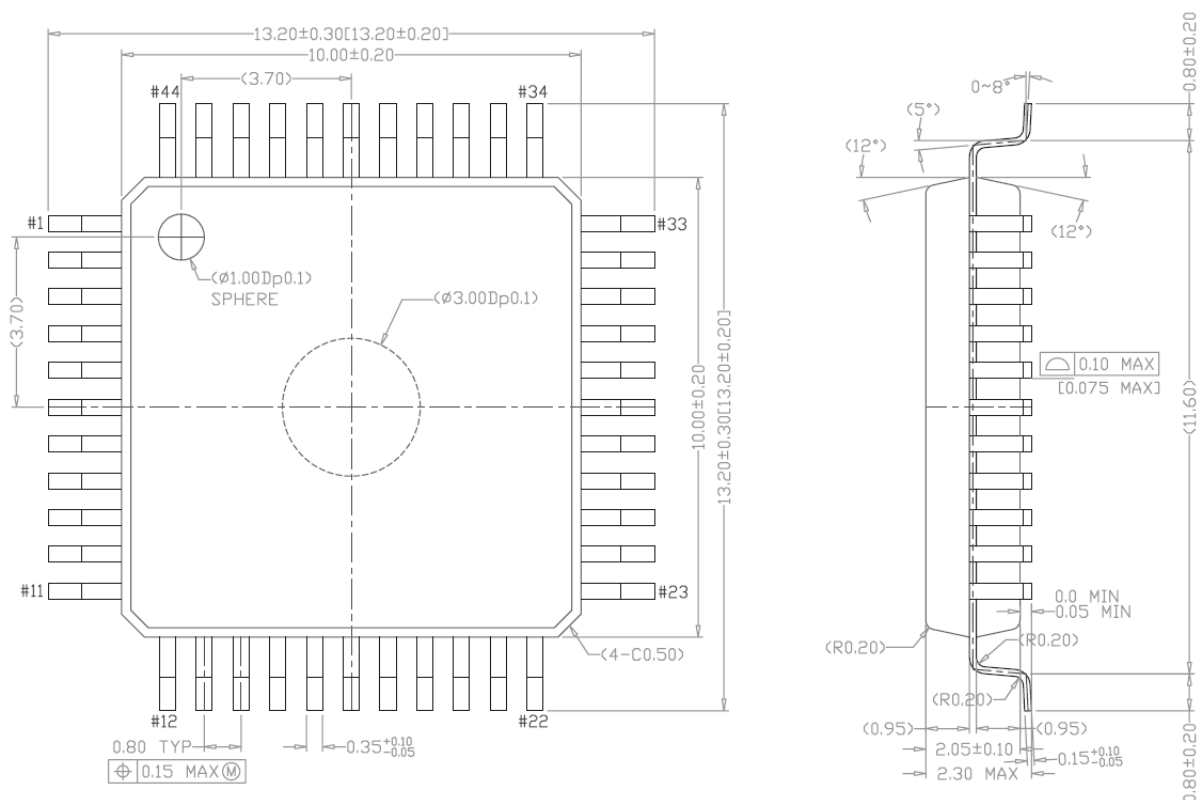 13.20±0.30[13.20±0.20]
10.00±0.20
(3.70)
#44
#34
#1
#33
(3.70)
(ø1.00Dp0.1)
SPHERE
(ø3.00Dp0.1)
10.00±0.20
13.20±0.30[13.20±0.20]
#11
#23
(4-C0.50)
#12
#22
0.80 TYP
0.35+0.10-0.05
⌖ 0.15 MAX Ⓜ
0.80±0.20
0~8°
(5°)
(12°)
(12°)
⌓ 0.10 MAX
[0.075 MAX]
(11.60)
0.0 MIN
0.05 MIN
(R0.20)
(R0.20)
(R0.20)
(0.95)
(0.95)
2.05±0.10
0.15+0.10-0.05
2.30 MAX
0.80±0.20